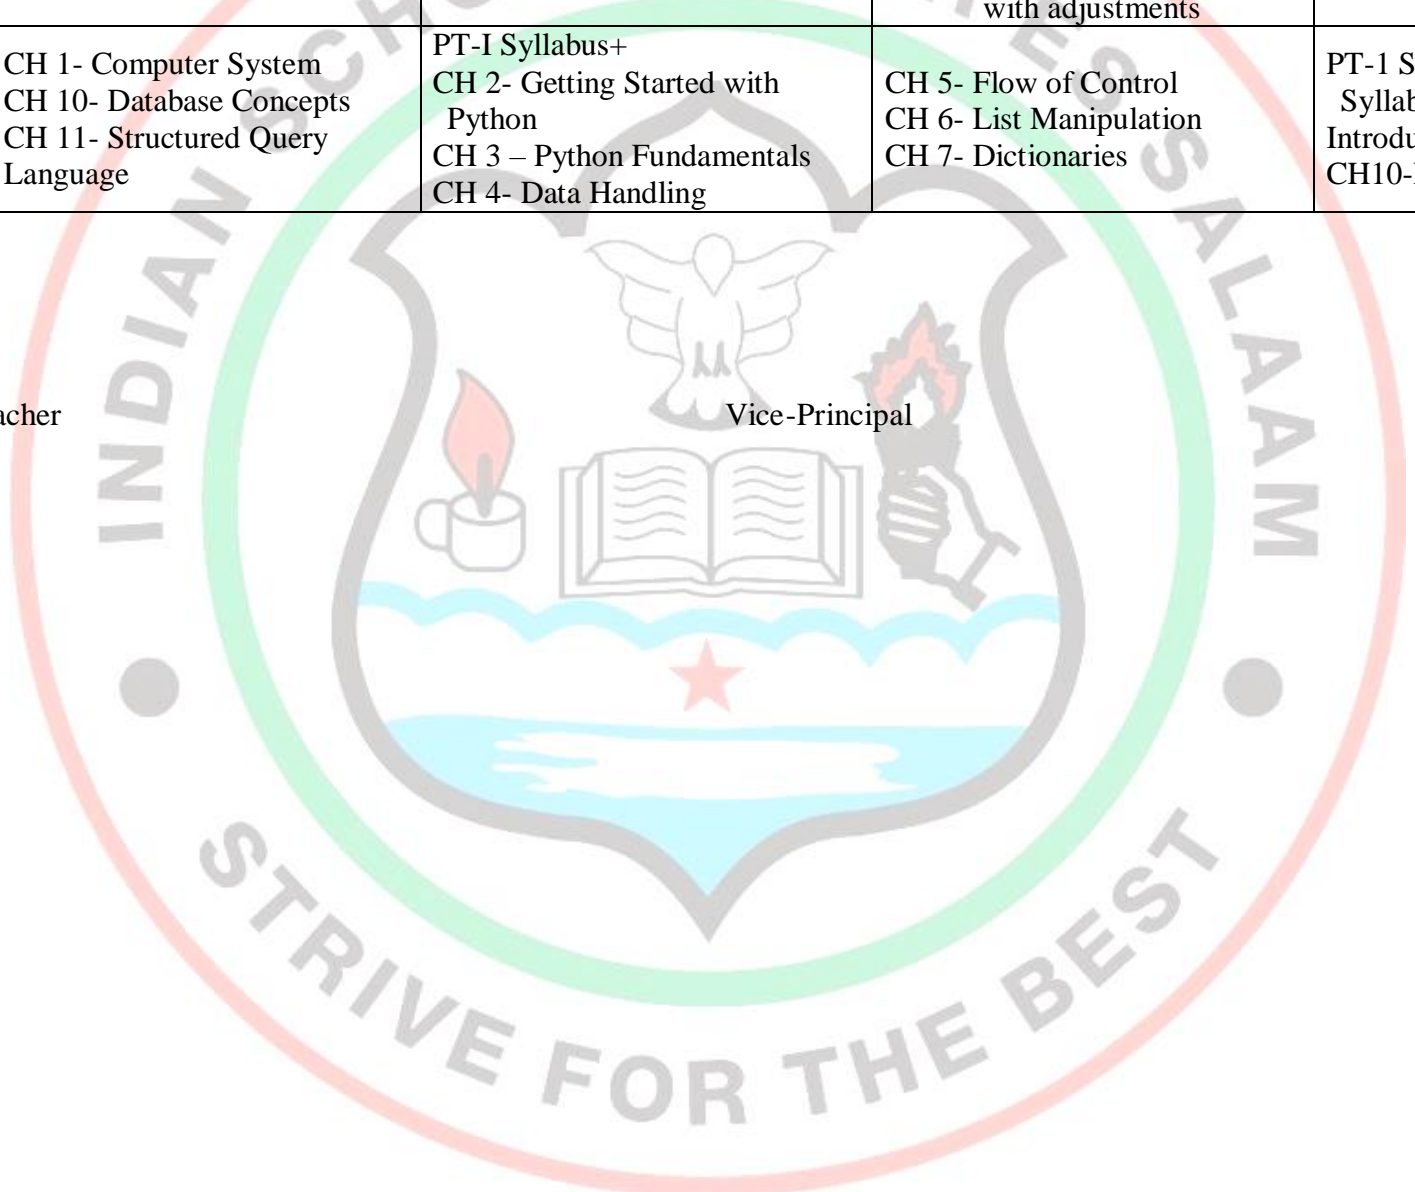 with adjustments
CH 1- Computer System
CH 10- Database Concepts
CH 11- Structured Query
Language
PT-I Syllabus+
CH 2- Getting Started with
Python
CH 3 – Python Fundamentals
CH 4- Data Handling
CH 5- Flow of Control
CH 6- List Manipulation
CH 7- Dictionaries
PT-1 S
Syllab
Introdu
CH10-
acher
Vice-Principal
INDIAN SCHO
ES SALAAM
STRIVE FOR THE BEST